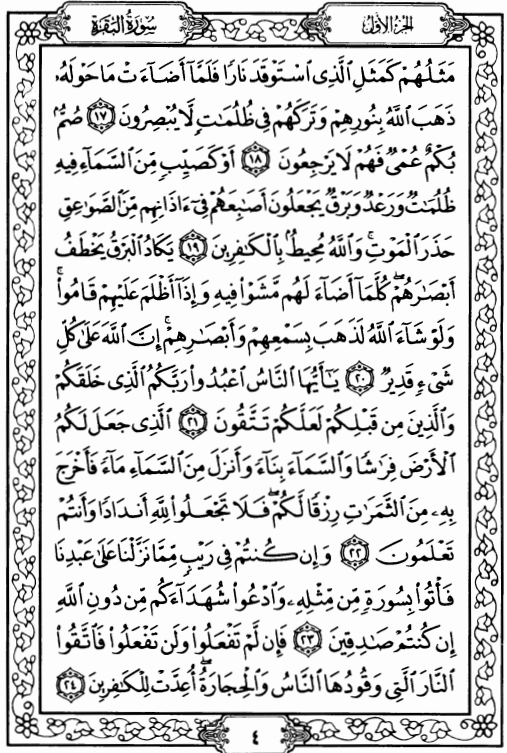 سُورَةُ البَقَرَةِ
الجُزْءُ الأَوَّلُ
مَثَلُهُمْ كَمَثَلِ ٱلَّذِى ٱسْتَوْقَدَ نَارًا فَلَمَّآ أَضَآءَتْ مَا حَوْلَهُۥ
ذَهَبَ ٱللَّهُ بِنُورِهِمْ وَتَرَكَهُمْ فِى ظُلُمَٰتٍ لَّا يُبْصِرُونَ ١٧ صُمٌّۢ
بُكْمٌ عُمْىٌ فَهُمْ لَا يَرْجِعُونَ ١٨ أَوْ كَصَيِّبٍ مِّنَ ٱلسَّمَآءِ فِيهِ
ظُلُمَٰتٌ وَرَعْدٌ وَبَرْقٌ يَجْعَلُونَ أَصَٰبِعَهُمْ فِىٓ ءَاذَانِهِم مِّنَ ٱلصَّوَٰعِقِ
حَذَرَ ٱلْمَوْتِ ۚ وَٱللَّهُ مُحِيطٌۢ بِٱلْكَٰفِرِينَ ١٩ يَكَادُ ٱلْبَرْقُ يَخْطَفُ
أَبْصَٰرَهُمْ ۖ كُلَّمَآ أَضَآءَ لَهُم مَّشَوْا۟ فِيهِ وَإِذَآ أَظْلَمَ عَلَيْهِمْ قَامُوا۟ ۚ
وَلَوْ شَآءَ ٱللَّهُ لَذَهَبَ بِسَمْعِهِمْ وَأَبْصَٰرِهِمْ ۚ إِنَّ ٱللَّهَ عَلَىٰ كُلِّ
شَىْءٍ قَدِيرٌ ٢٠ يَٰٓأَيُّهَا ٱلنَّاسُ ٱعْبُدُوا۟ رَبَّكُمُ ٱلَّذِى خَلَقَكُمْ
وَٱلَّذِينَ مِن قَبْلِكُمْ لَعَلَّكُمْ تَتَّقُونَ ٢١ ٱلَّذِى جَعَلَ لَكُمُ
ٱلْأَرْضَ فِرَٰشًا وَٱلسَّمَآءَ بِنَآءً وَأَنزَلَ مِنَ ٱلسَّمَآءِ مَآءً فَأَخْرَجَ
بِهِۦ مِنَ ٱلثَّمَرَٰتِ رِزْقًا لَّكُمْ ۖ فَلَا تَجْعَلُوا۟ لِلَّهِ أَندَادًا وَأَنتُمْ
تَعْلَمُونَ ٢٢ وَإِن كُنتُمْ فِى رَيْبٍ مِّمَّا نَزَّلْنَا عَلَىٰ عَبْدِنَا
فَأْتُوا۟ بِسُورَةٍ مِّن مِّثْلِهِۦ وَٱدْعُوا۟ شُهَدَآءَكُم مِّن دُونِ ٱللَّهِ
إِن كُنتُمْ صَٰدِقِينَ ٢٣ فَإِن لَّمْ تَفْعَلُوا۟ وَلَن تَفْعَلُوا۟ فَٱتَّقُوا۟
ٱلنَّارَ ٱلَّتِى وَقُودُهَا ٱلنَّاسُ وَٱلْحِجَارَةُ ۖ أُعِدَّتْ لِلْكَٰفِرِينَ ٢٤
٤